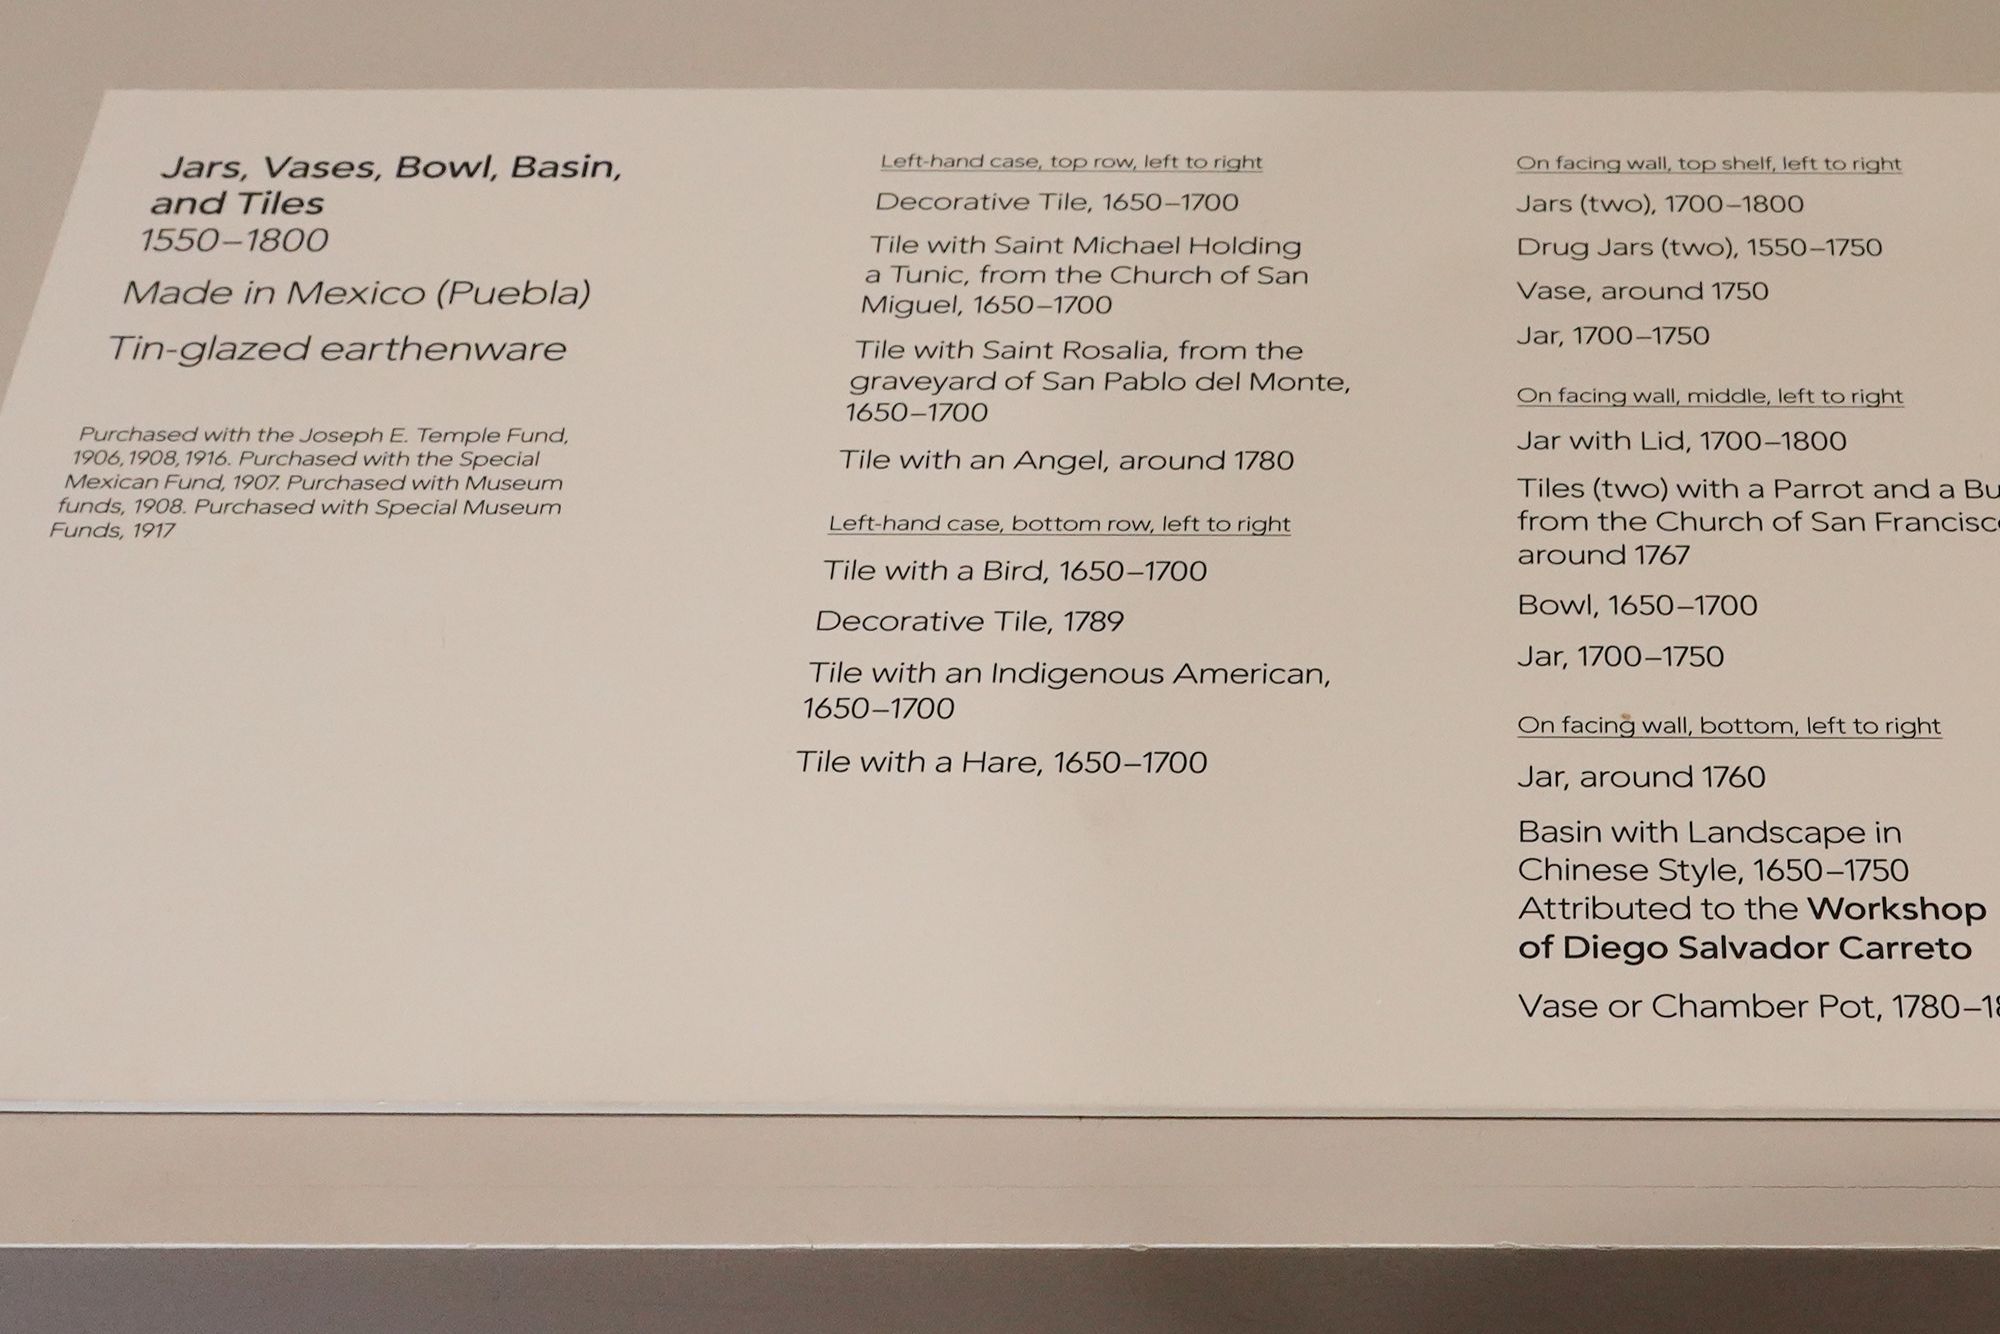 Jars, Vases, Bowl, Basin,
and Tiles
1550–1800
Made in Mexico (Puebla)
Tin-glazed earthenware
Purchased with the Joseph E. Temple Fund,
1906, 1908, 1916. Purchased with the Special
Mexican Fund, 1907. Purchased with Museum
funds, 1908. Purchased with Special Museum
Funds, 1917
Left-hand case, top row, left to right
Decorative Tile, 1650–1700
Tile with Saint Michael Holding
a Tunic, from the Church of San
Miguel, 1650–1700
Tile with Saint Rosalia, from the
graveyard of San Pablo del Monte,
1650–1700
Tile with an Angel, around 1780
Left-hand case, bottom row, left to right
Tile with a Bird, 1650–1700
Decorative Tile, 1789
Tile with an Indigenous American,
1650–1700
Tile with a Hare, 1650–1700
On facing wall, top shelf, left to right
Jars (two), 1700–1800
Drug Jars (two), 1550–1750
Vase, around 1750
Jar, 1700–1750
On facing wall, middle, left to right
Jar with Lid, 1700–1800
Tiles (two) with a Parrot and a
from the Church of San
around 1767
Bowl, 1650–1700
Jar, 1700–1750
On facing wall, bottom, left to right
Jar, around 1760
Basin with Landscape in
Chinese Style, 1650–1750
Attributed to the Workshop
of Diego Salvador Carreto
Vase or Chamber Pot, 1780–